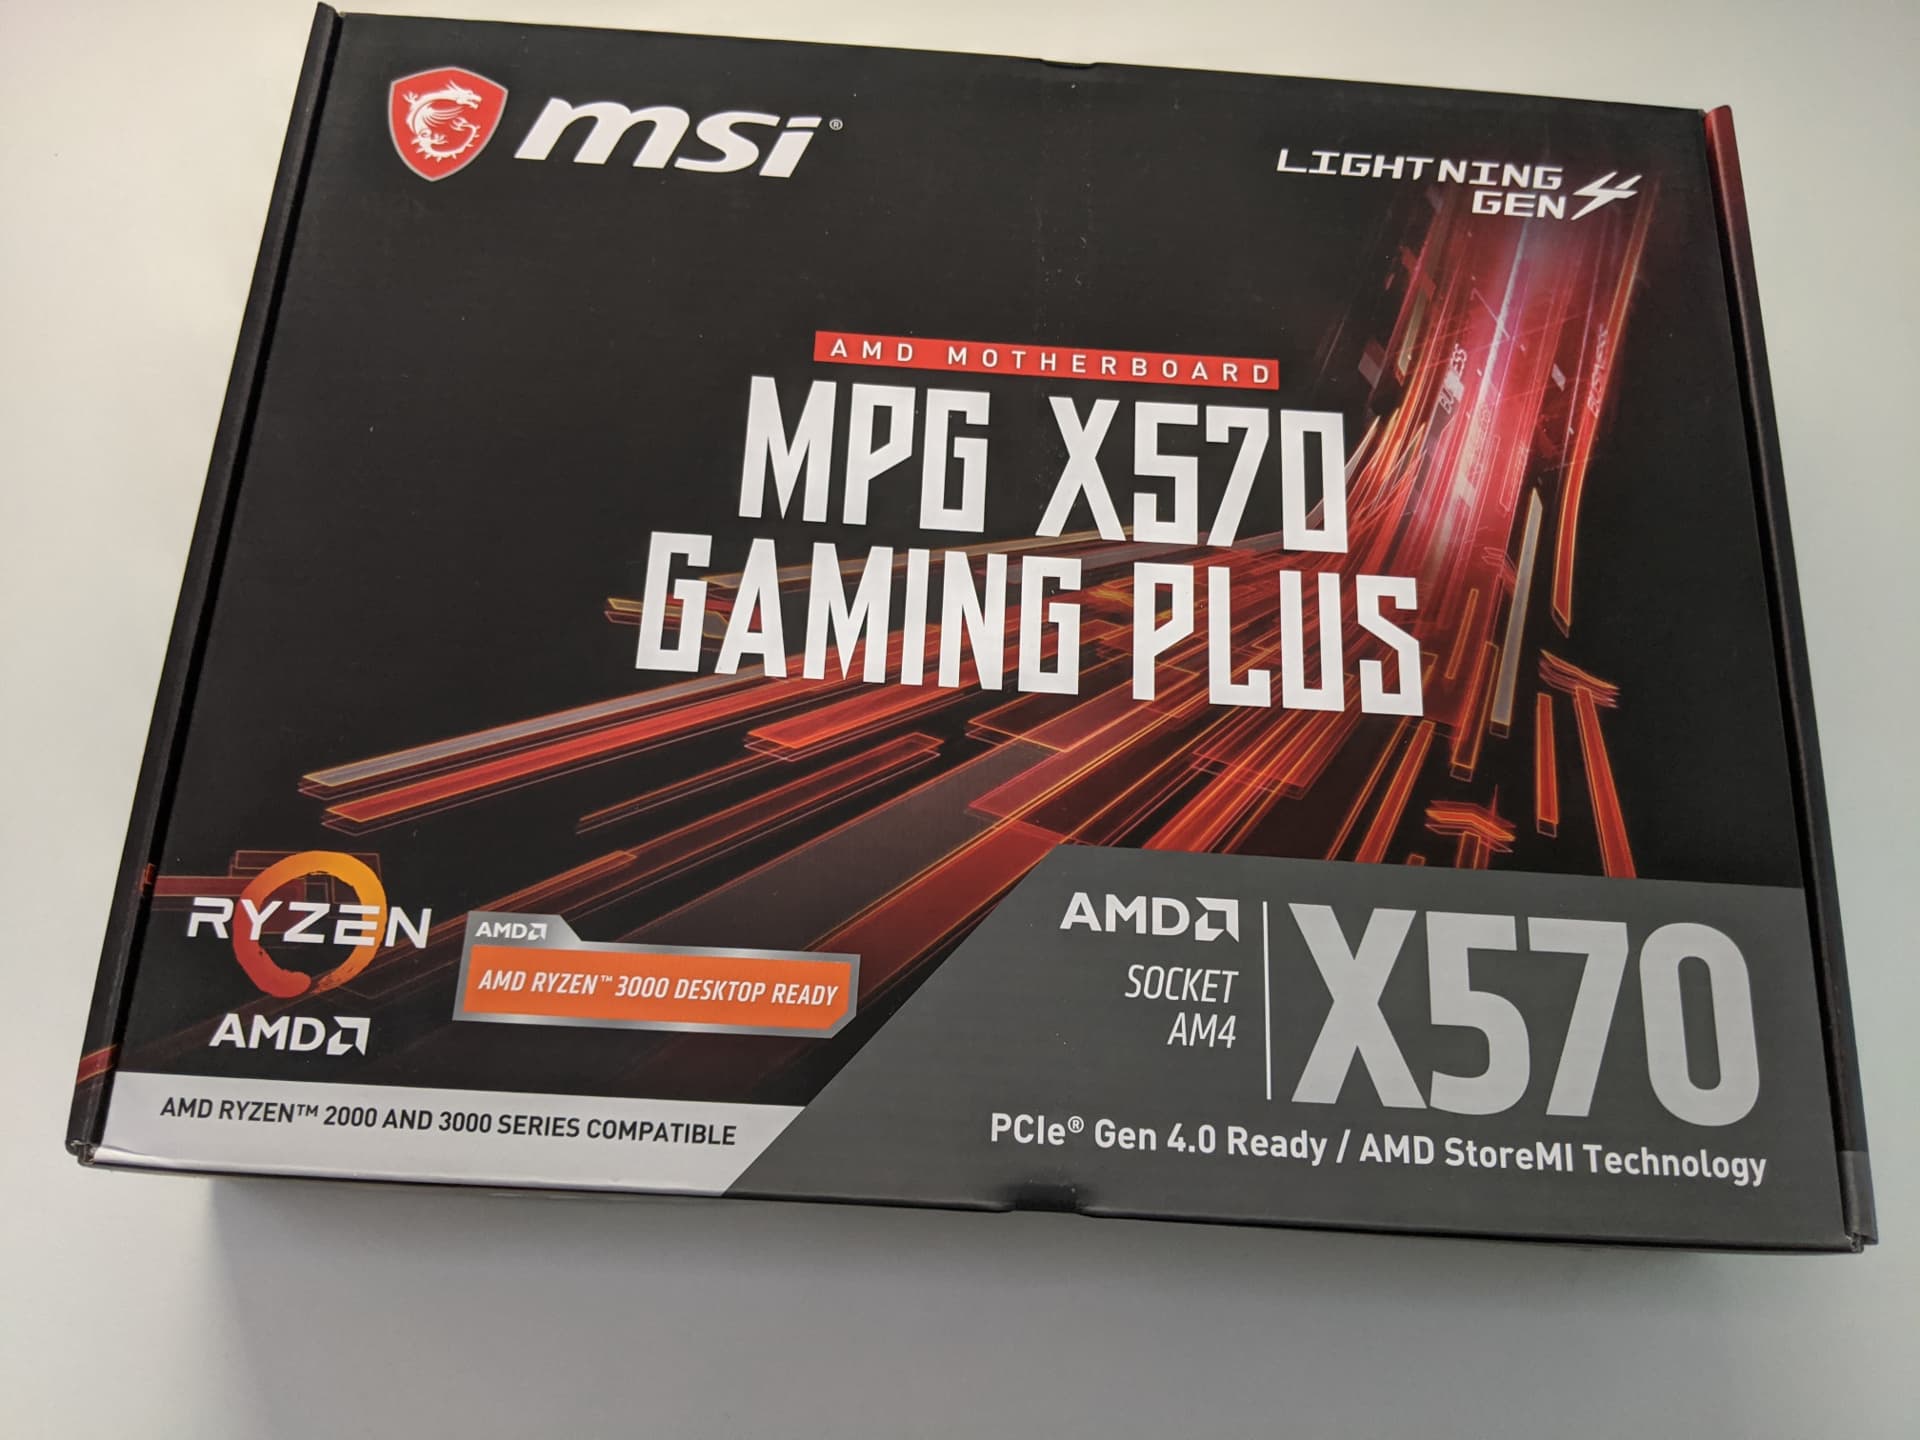 msi®
LIGHTNING
GEN 4
AMD MOTHERBOARD
MPG X570
GAMING PLUS
RYZEN
AMD
AMD
AMD RYZEN™ 3000 DESKTOP READY
AMD RYZEN™ 2000 AND 3000 SERIES COMPATIBLE
AMD
SOCKET
AM4
X570
PCIe® Gen 4.0 Ready / AMD StoreMI Technology